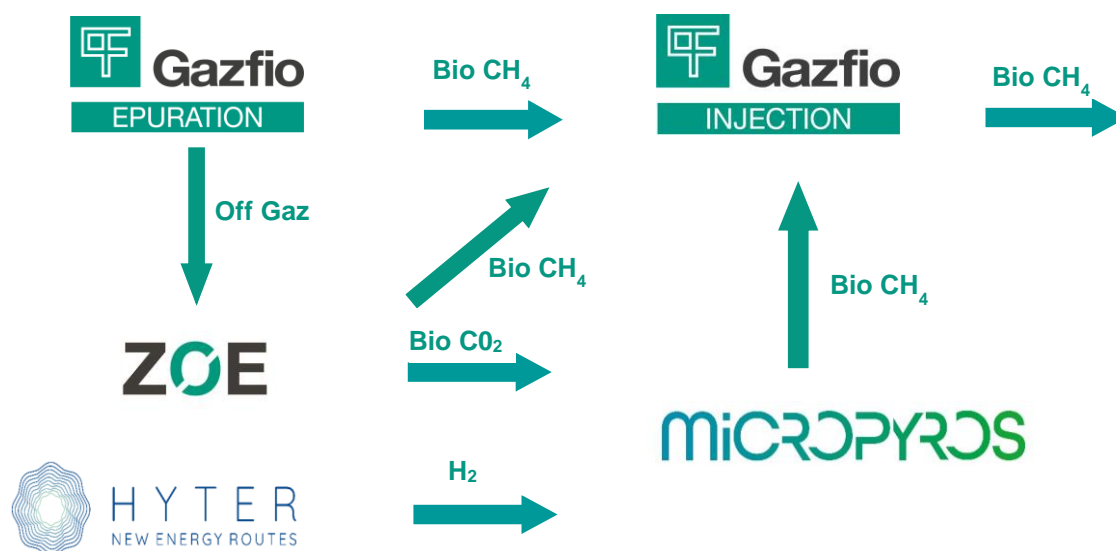 Gazfio
EPURATION
Bio CH₄
Gazfio
INJECTION
Bio CH₄
Off Gaz
Bio CH₄
Bio CH₄
ZOE
Bio C0₂
MiCROPYROS
H₂
HYTER
NEW ENERGY ROUTES